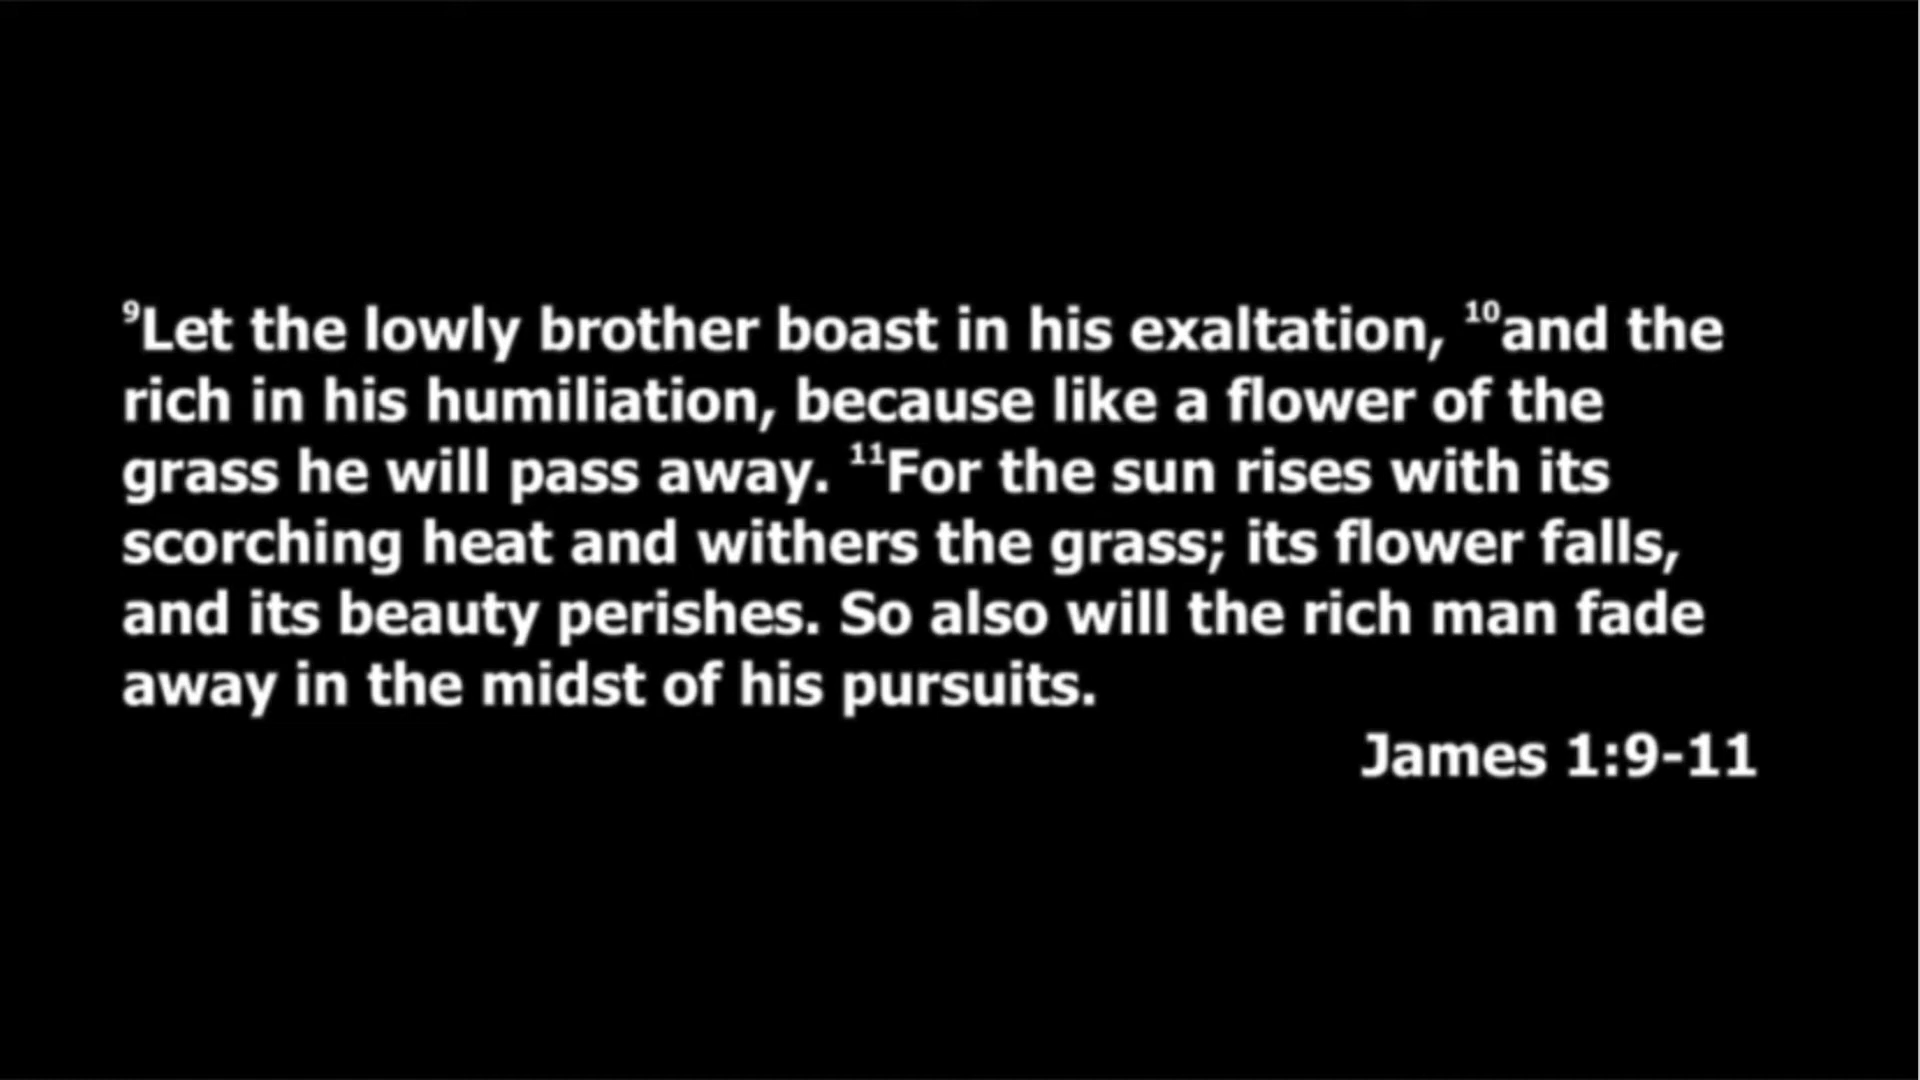 ⁹Let the lowly brother boast in his exaltation, ¹⁰and the
rich in his humiliation, because like a flower of the
grass he will pass away. ¹¹For the sun rises with its
scorching heat and withers the grass; its flower falls,
and its beauty perishes. So also will the rich man fade
away in the midst of his pursuits.
James 1:9-11